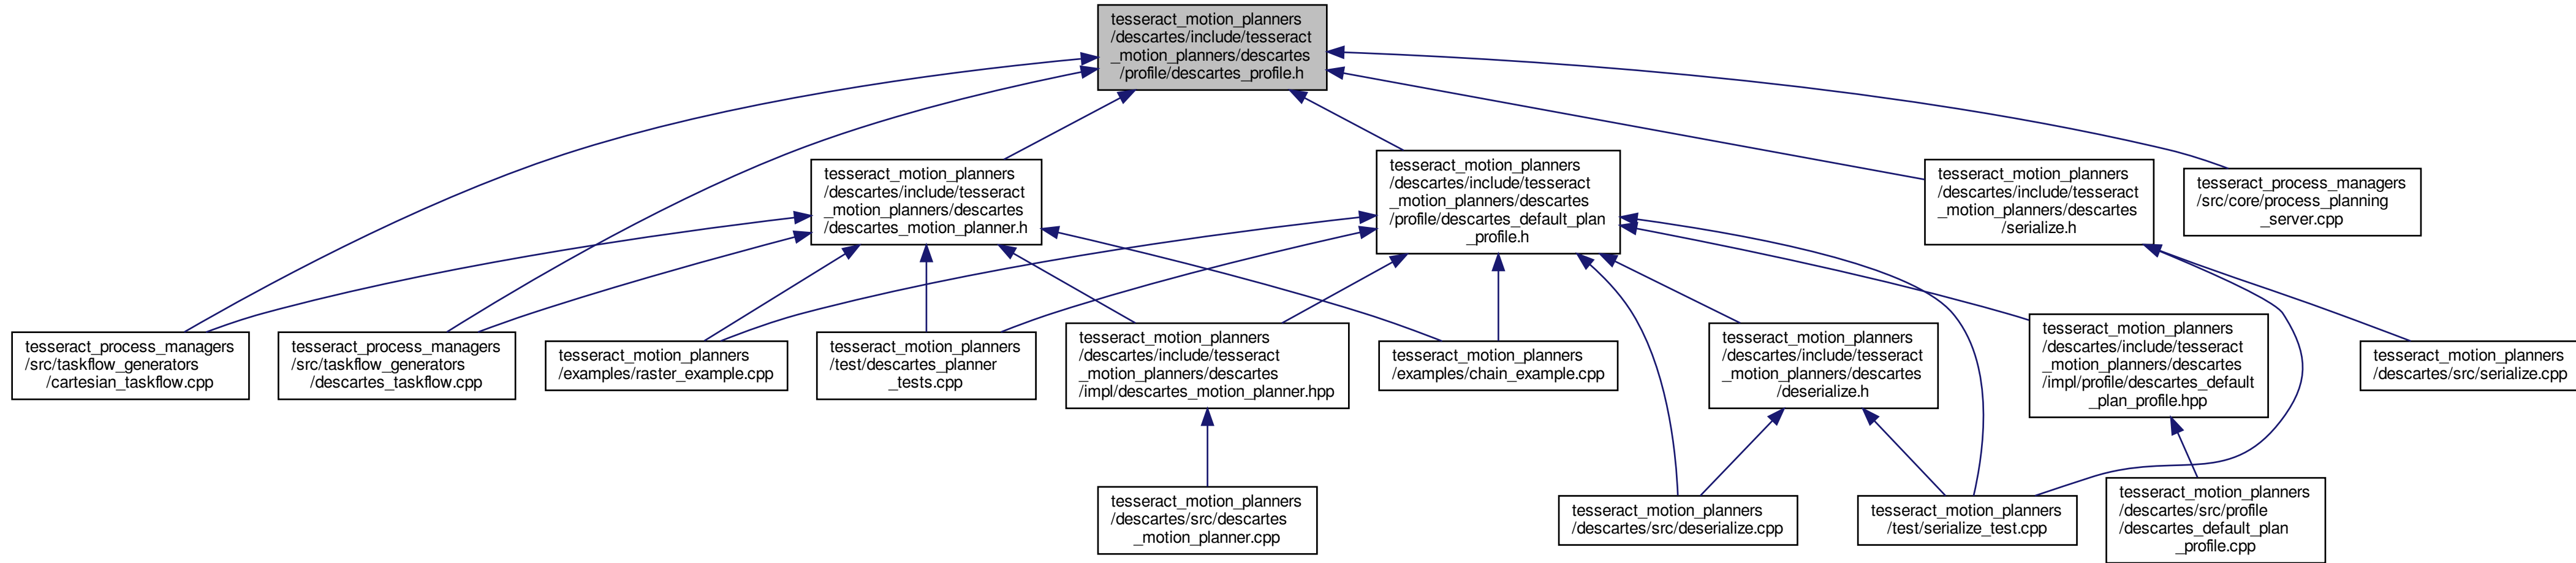 tesseract_motion_planners
/descartes/include/tesseract
_motion_planners/descartes
/profile/descartes_profile.h
tesseract_motion_planners
/descartes/include/tesseract
_motion_planners/descartes
/descartes_motion_planner.h
tesseract_motion_planners
/descartes/include/tesseract
_motion_planners/descartes
/profile/descartes_default_plan
_profile.h
tesseract_motion_planners
/descartes/include/tesseract
_motion_planners/descartes
/serialize.h
tesseract_process_managers
/src/core/process_planning
_server.cpp
tesseract_process_managers
/src/taskflow_generators
/cartesian_taskflow.cpp
tesseract_process_managers
/src/taskflow_generators
/descartes_taskflow.cpp
tesseract_motion_planners
/examples/raster_example.cpp
tesseract_motion_planners
/test/descartes_planner
_tests.cpp
tesseract_motion_planners
/descartes/include/tesseract
_motion_planners/descartes
/impl/descartes_motion_planner.hpp
tesseract_motion_planners
/examples/chain_example.cpp
tesseract_motion_planners
/descartes/include/tesseract
_motion_planners/descartes
/deserialize.h
tesseract_motion_planners
/descartes/include/tesseract
_motion_planners/descartes
/impl/profile/descartes_default
_plan_profile.hpp
tesseract_motion_planners
/descartes/src/serialize.cpp
tesseract_motion_planners
/descartes/src/descartes
_motion_planner.cpp
tesseract_motion_planners
/descartes/src/deserialize.cpp
tesseract_motion_planners
/test/serialize_test.cpp
tesseract_motion_planners
/descartes/src/profile
/descartes_default_plan
_profile.cpp